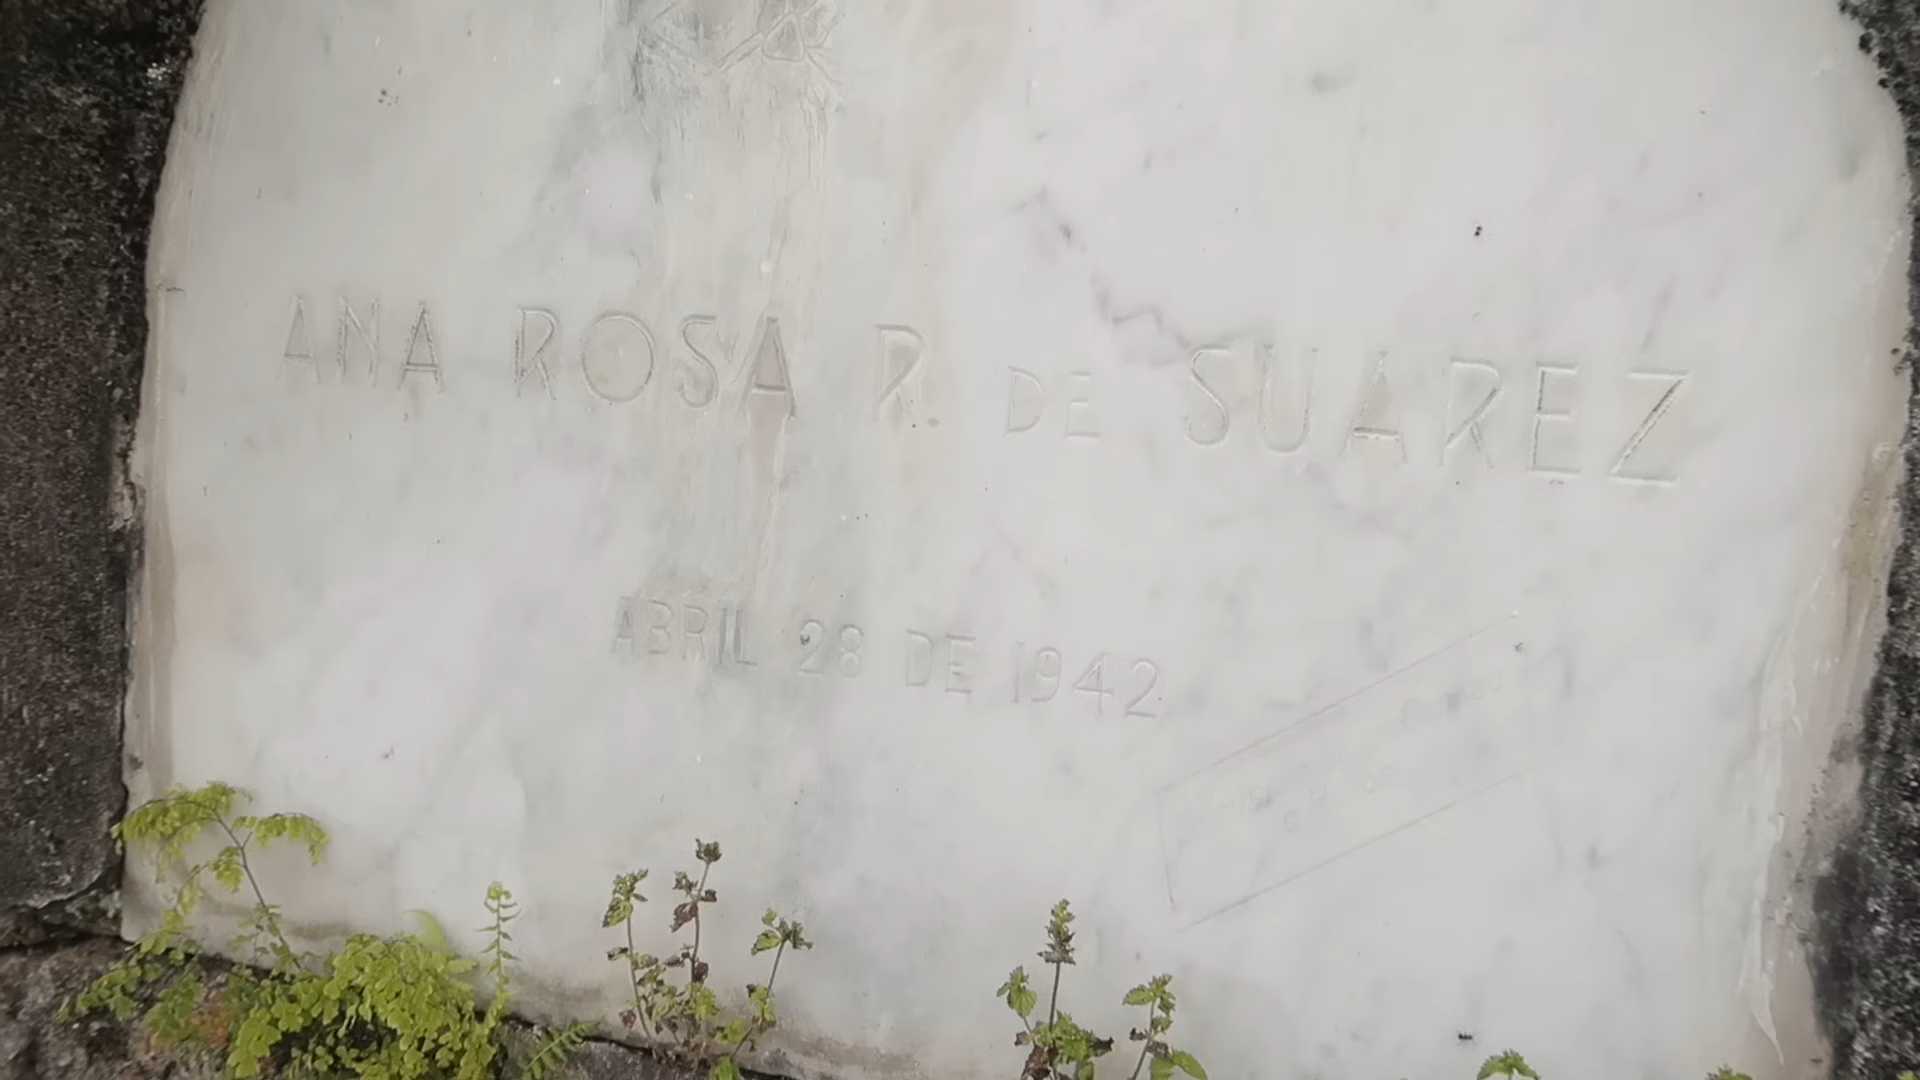 ANA ROSA R. DE SUAREZ
ABRIL 28 DE 1942